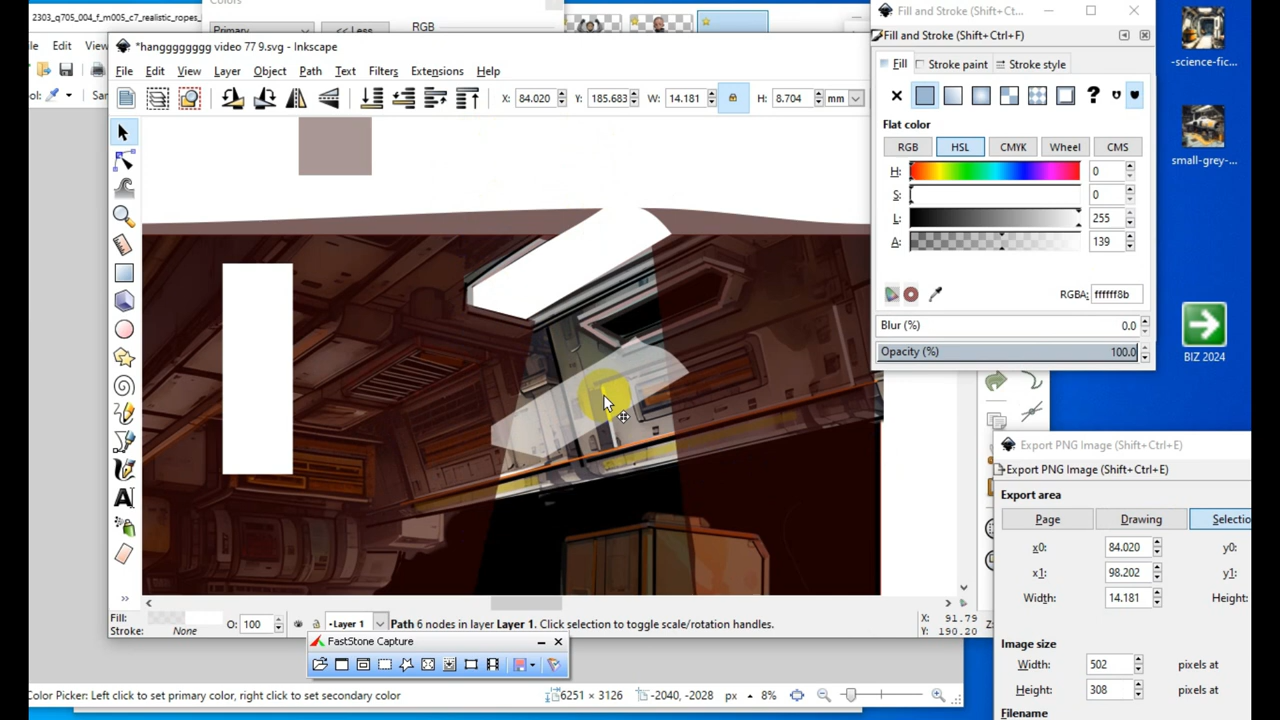 2303_q705_004_f_m005_c7_realistic_ropes_
Colors
Primary
<< Less
RGB
Edit
*hangggggggg video 77 9.svg - Inkscape
File Edit View Layer Object Path Text Filters Extensions Help
X: 84.020 Y: 185.683 W: 14.181 H: 8.704 mm
Fill and Stroke (Shift+Ct...
Fill and Stroke (Shift+Ctrl+F)
Fill Stroke paint Stroke style
?
Flat color
RGB HSL CMYK Wheel CMS
H: 0
S: 0
L: 255
A: 139
RGBA: ffffff8b
Blur (%) 0.0
Opacity (%) 100.0
-science-fic...
small-grey-...
BIZ 2024
Export PNG Image (Shift+Ctrl+E)
Export PNG Image (Shift+Ctrl+E)
Export area
Page Drawing Selectio
x0: 84.020 y0:
x1: 98.202 y1:
Width: 14.181 Height:
Image size
Width: 502 pixels at
Height: 308 pixels at
Filename
Fill:
Stroke: None
O: 100
Layer 1
Path 6 nodes in layer Layer 1. Click selection to toggle scale/rotation handles.
X: 91.79
Y: 190.20
Z:
FastStone Capture
Color Picker: Left click to set primary color, right click to set secondary color
6251 × 3126
-2040, -2028
px
8%